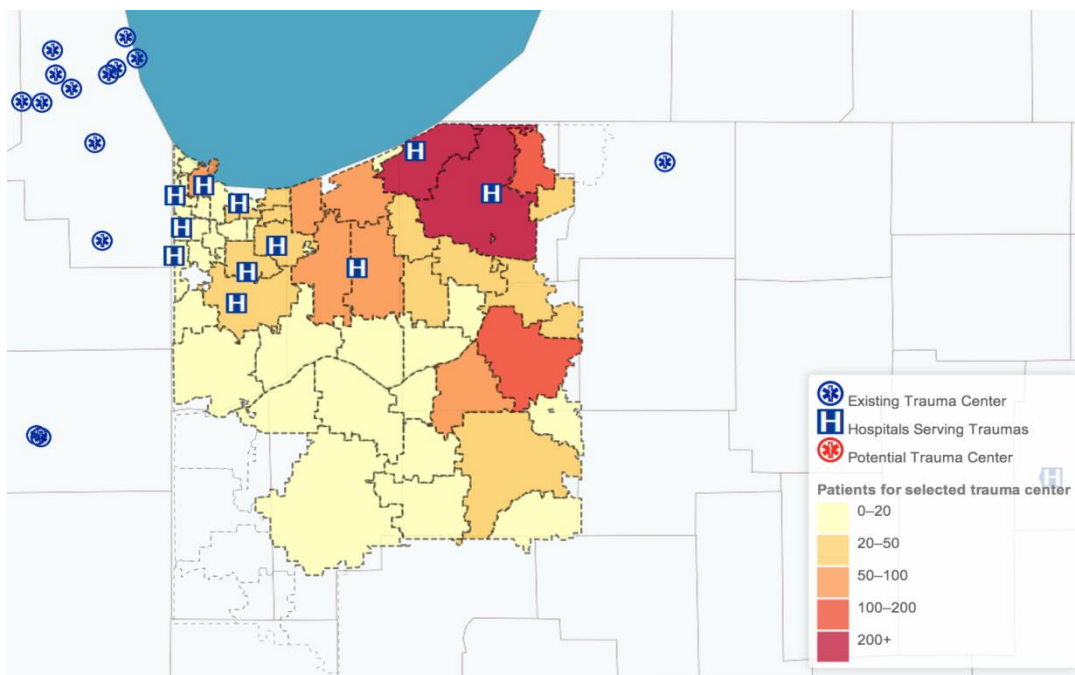 H
H
H
H
H
H
H
H
H
H
H
H Existing Trauma Center
H Hospitals Serving Traumas
Potential Trauma Center
Patients for selected trauma center
0–20
20–50
50–100
100–200
200+